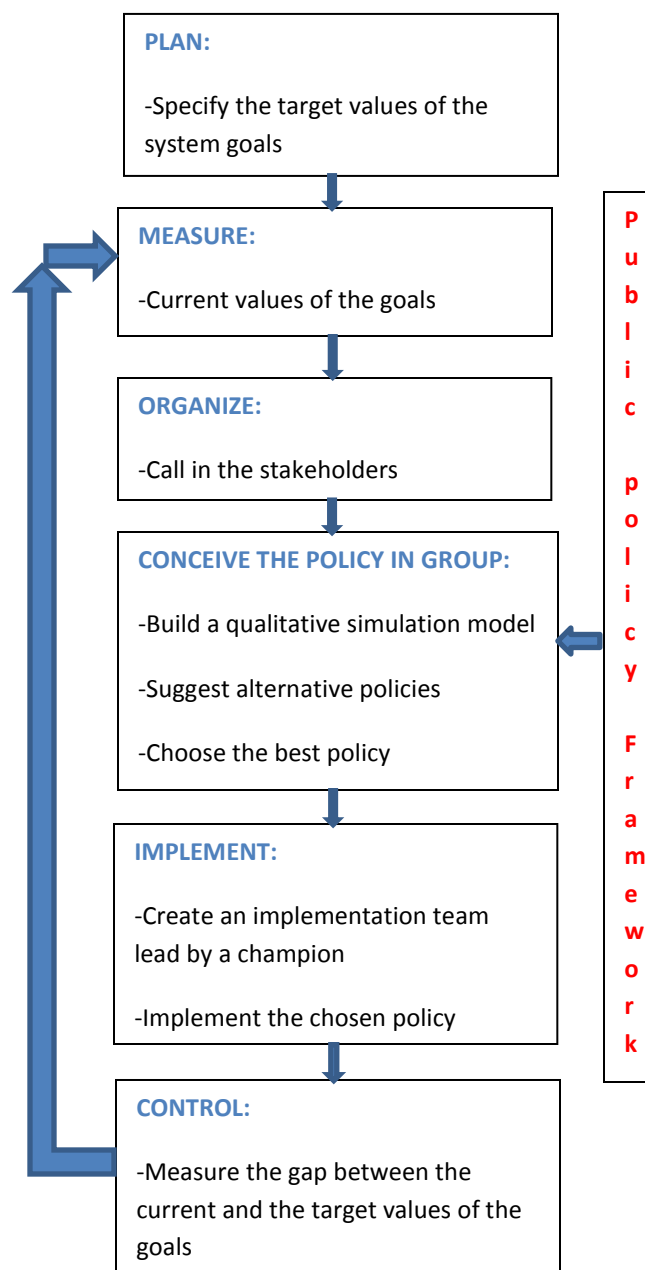 PLAN:
-Specify the target values of the
system goals
MEASURE:
-Current values of the goals
ORGANIZE:
-Call in the stakeholders
CONCEIVE THE POLICY IN GROUP:
-Build a qualitative simulation model
-Suggest alternative policies
-Choose the best policy
IMPLEMENT:
-Create an implementation team
lead by a champion
-Implement the chosen policy
CONTROL:
-Measure the gap between the
current and the target values of the
goals
Public policy Framework